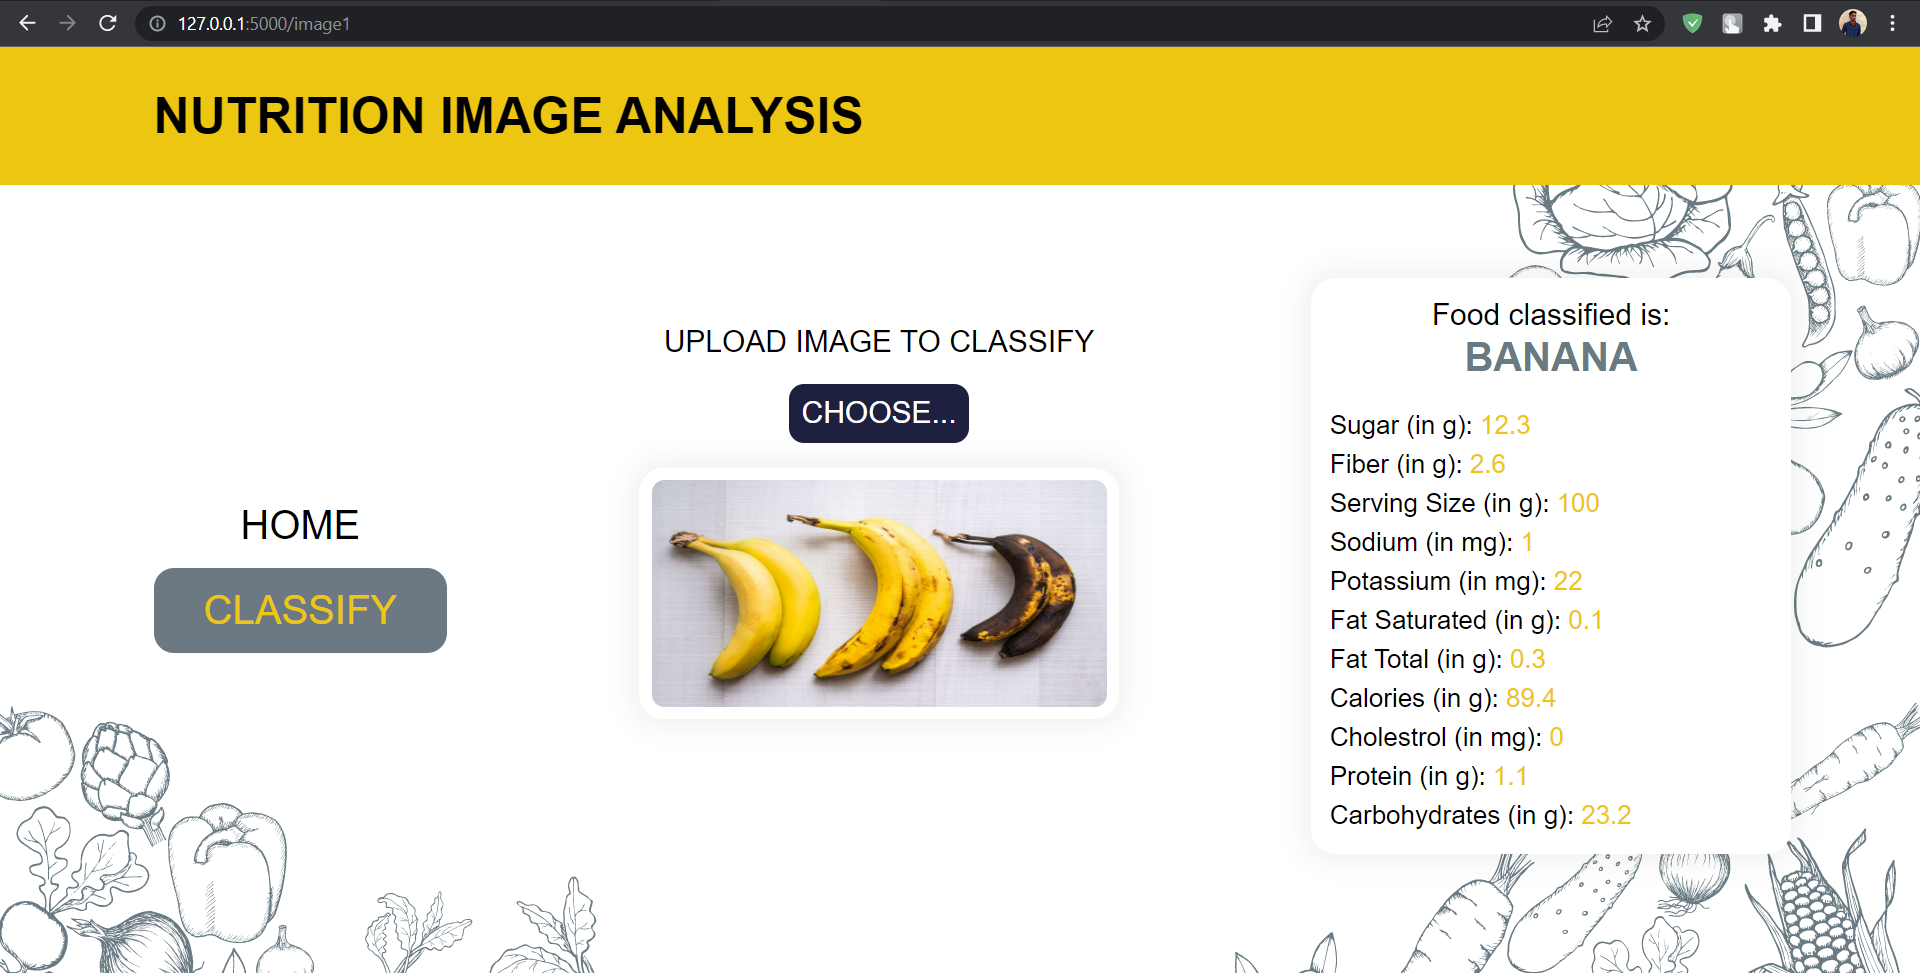 127.0.0.1:5000/image1
NUTRITION IMAGE ANALYSIS
HOME
CLASSIFY
UPLOAD IMAGE TO CLASSIFY
CHOOSE...
Food classified is:
BANANA
Sugar (in g): 12.3
Fiber (in g): 2.6
Serving Size (in g): 100
Sodium (in mg): 1
Potassium (in mg): 22
Fat Saturated (in g): 0.1
Fat Total (in g): 0.3
Calories (in g): 89.4
Cholestrol (in mg): 0
Protein (in g): 1.1
Carbohydrates (in g): 23.2